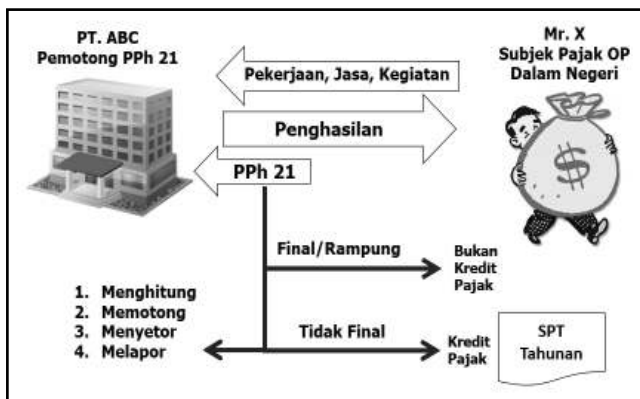 PT. ABC
Pemotong PPh 21
Mr. X
Subjek Pajak OP
Dalam Negeri
Pekerjaan, Jasa, Kegiatan
Penghasilan
PPh 21
$
Final/Rampung
Bukan
Kredit
Pajak
1. Menghitung
2. Memotong
3. Menyetor
4. Melapor
Tidak Final
Kredit
Pajak
SPT
Tahunan